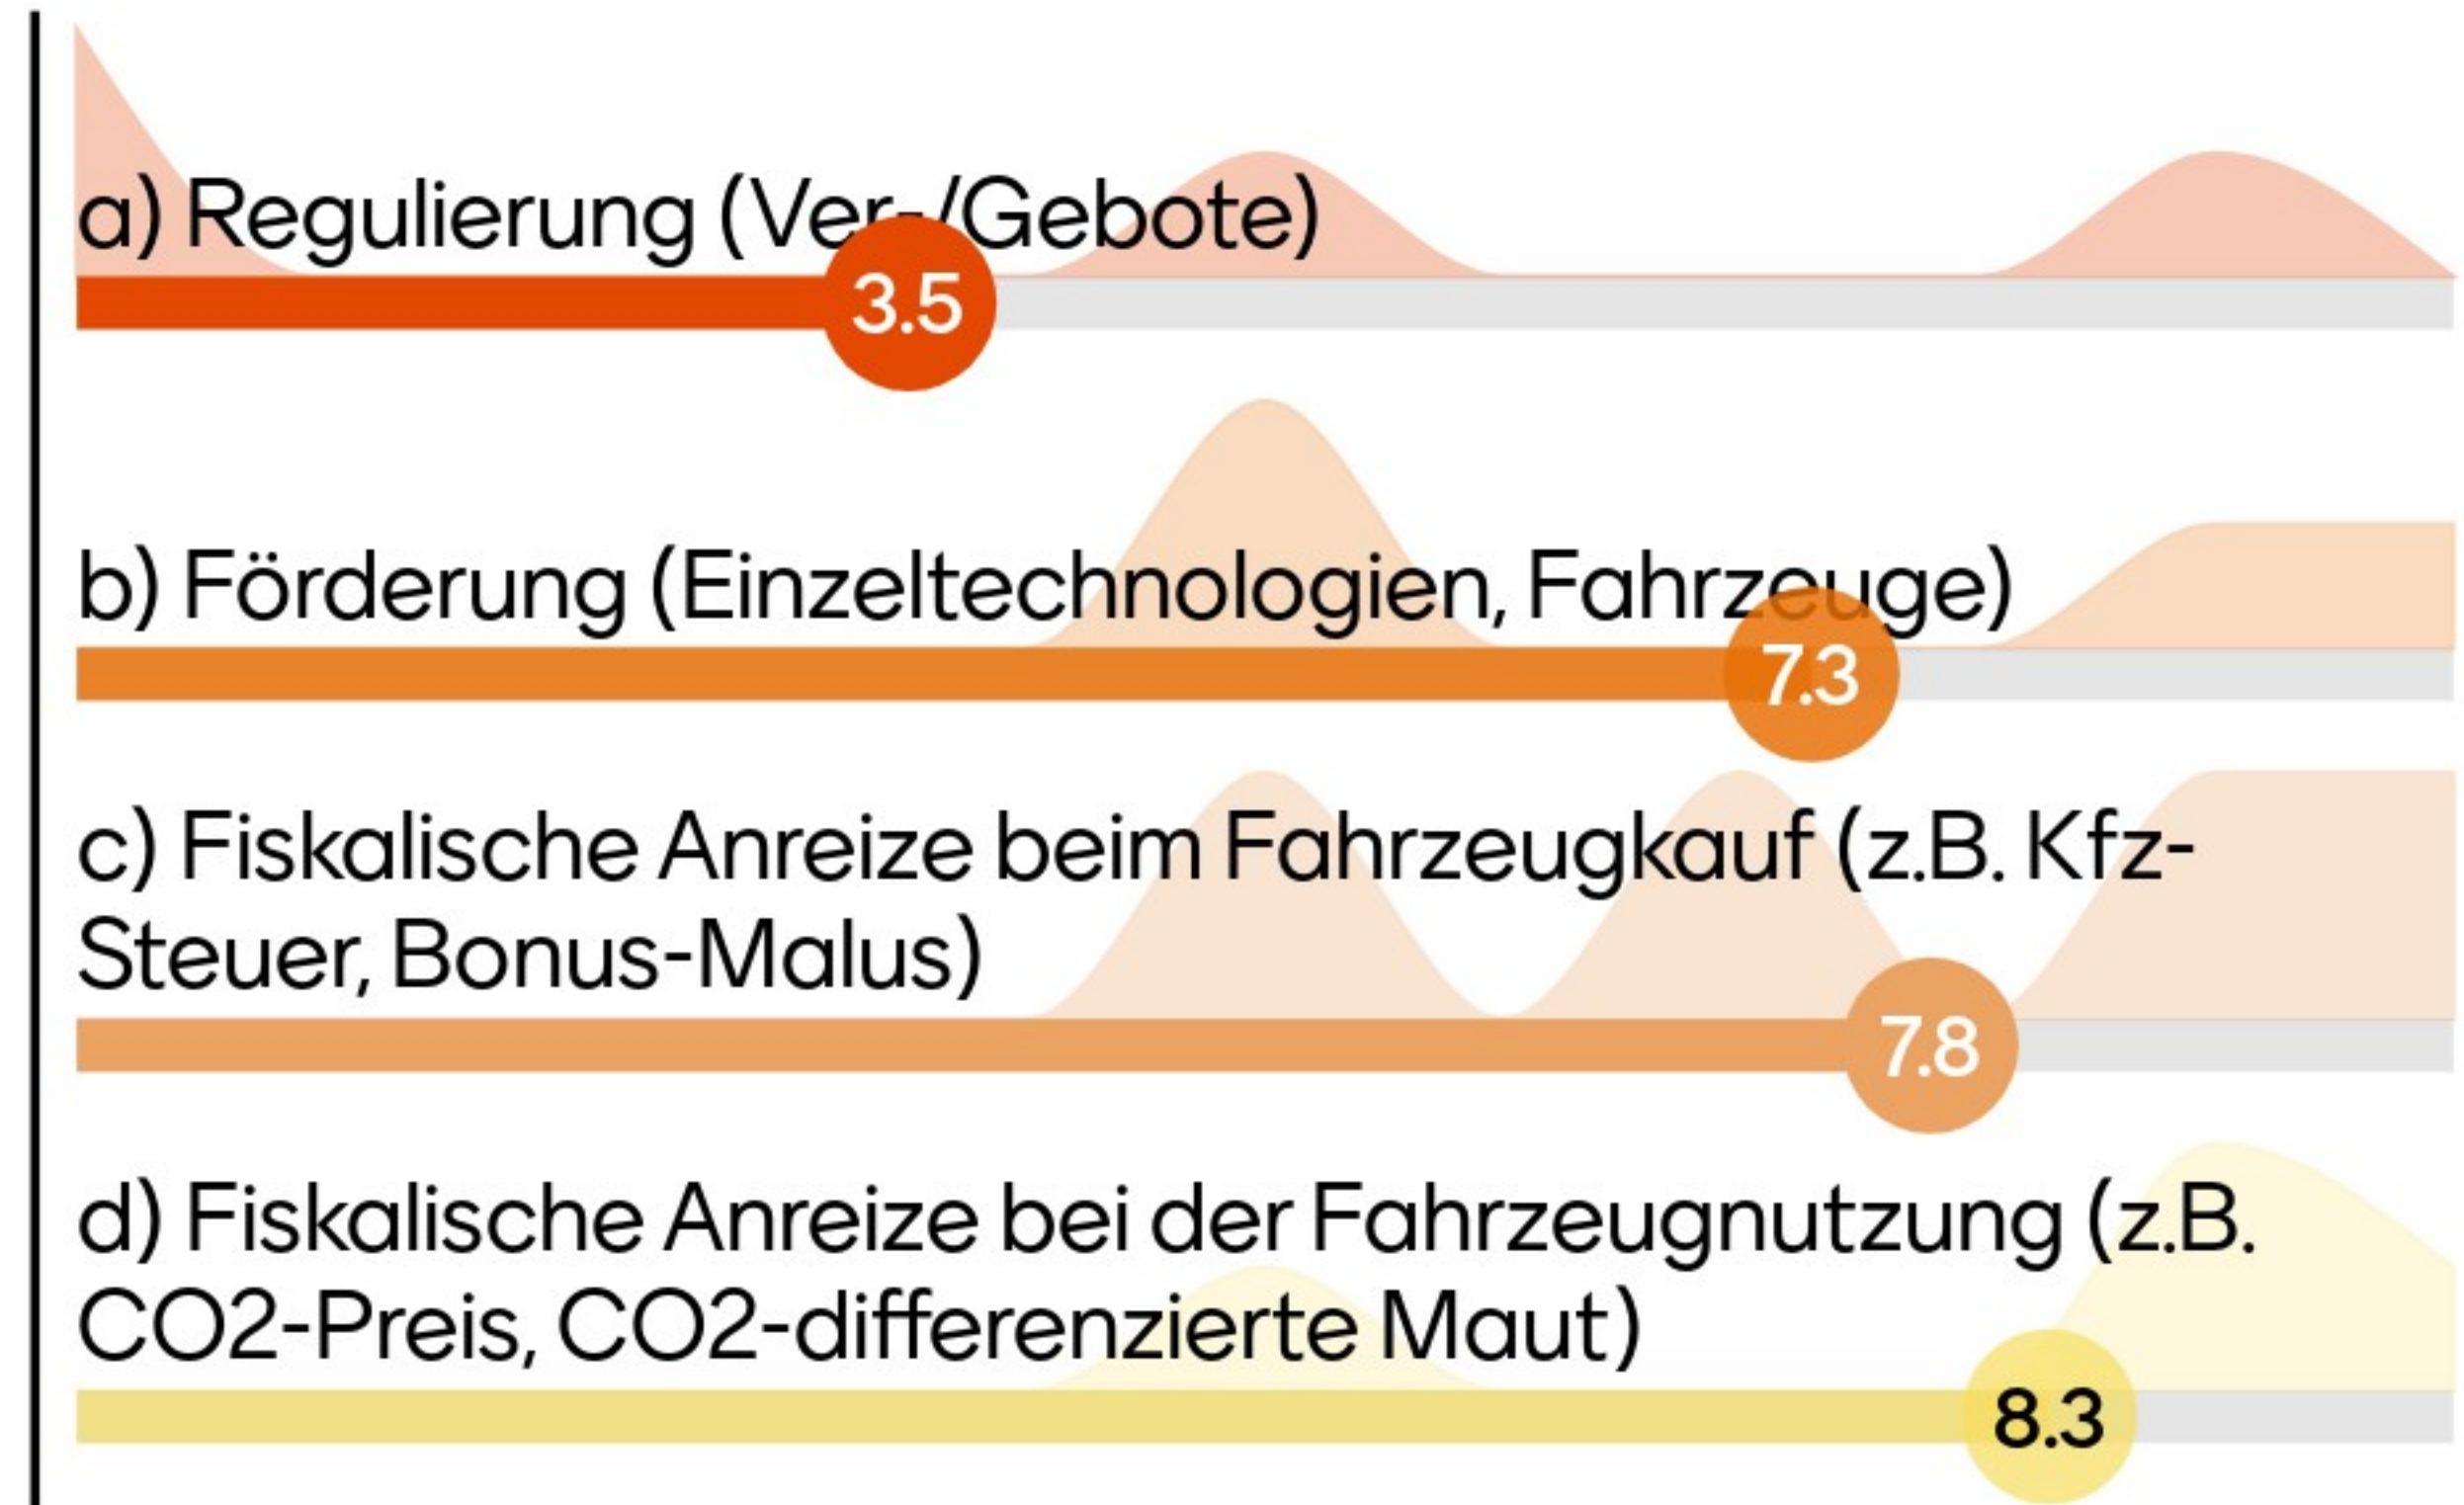 a) Regulierung (Ver-/Gebote)
3.5
b) Förderung (Einzeltechnologien, Fahrzeuge)
7.3
c) Fiskalische Anreize beim Fahrzeugkauf (z.B. Kfz-
Steuer, Bonus-Malus)
7.8
d) Fiskalische Anreize bei der Fahrzeugnutzung (z.B.
CO2-Preis, CO2-differenzierte Maut)
8.3